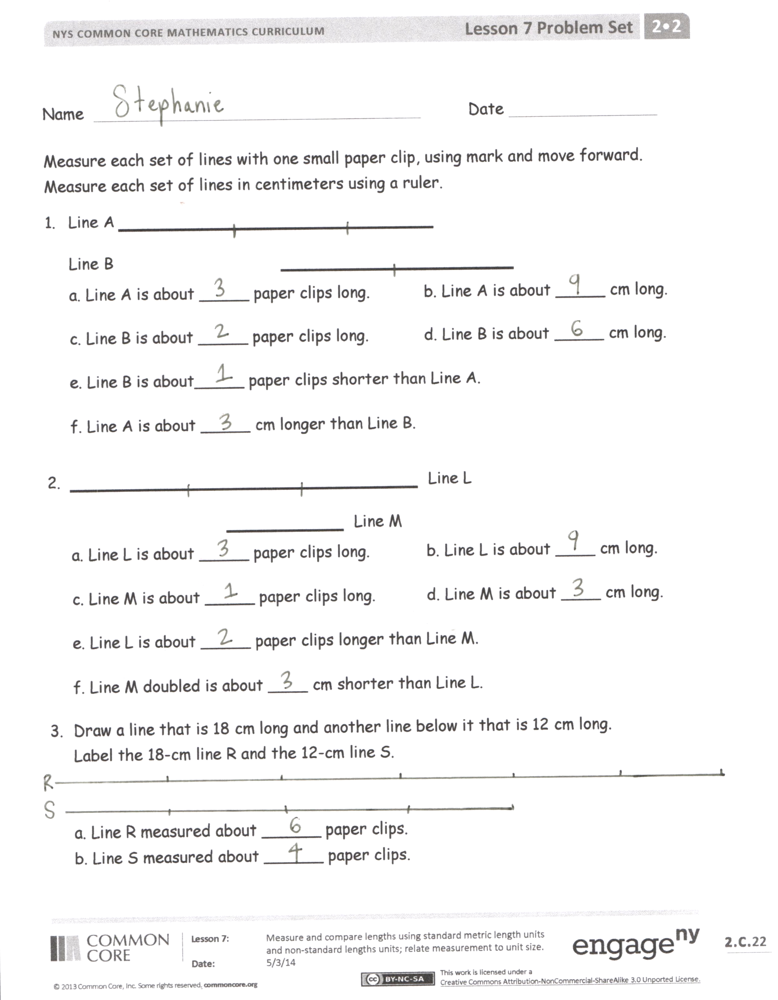 NYS COMMON CORE MATHEMATICS CURRICULUM Lesson 7 Problem Set 2•2
Name Stephanie Date
Measure each set of lines with one small paper clip, using mark and move forward.
Measure each set of lines in centimeters using a ruler.
1. Line A
Line B
a. Line A is about 3 paper clips long. b. Line A is about 9 cm long.
c. Line B is about 2 paper clips long. d. Line B is about 6 cm long.
e. Line B is about 1 paper clips shorter than Line A.
f. Line A is about 3 cm longer than Line B.
2. Line L
Line M
a. Line L is about 3 paper clips long. b. Line L is about 9 cm long.
c. Line M is about 1 paper clips long. d. Line M is about 3 cm long.
e. Line L is about 2 paper clips longer than Line M.
f. Line M doubled is about 3 cm shorter than Line L.
3. Draw a line that is 18 cm long and another line below it that is 12 cm long.
Label the 18-cm line R and the 12-cm line S.
R
S
a. Line R measured about 6 paper clips.
b. Line S measured about 4 paper clips.
COMMON CORE
Lesson 7: Measure and compare lengths using standard metric length units
and non-standard lengths units; relate measurement to unit size.
Date: 5/3/14
engage ny 2.C.22
© 2013 Common Core, Inc. Some rights reserved. commoncore.org
cc BY-NC-SA
This work is licensed under a
Creative Commons Attribution-NonCommercial-ShareAlike 3.0 Unported License.